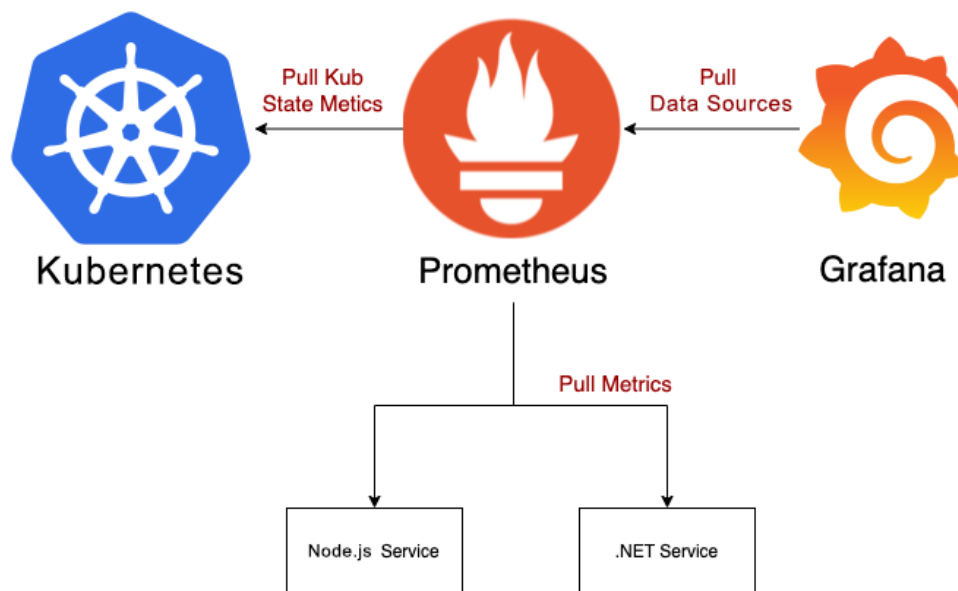 Pull Kub
State Metics
Pull
Data Sources
Kubernetes
Prometheus
Grafana
Pull Metrics
Node.js Service
.NET Service